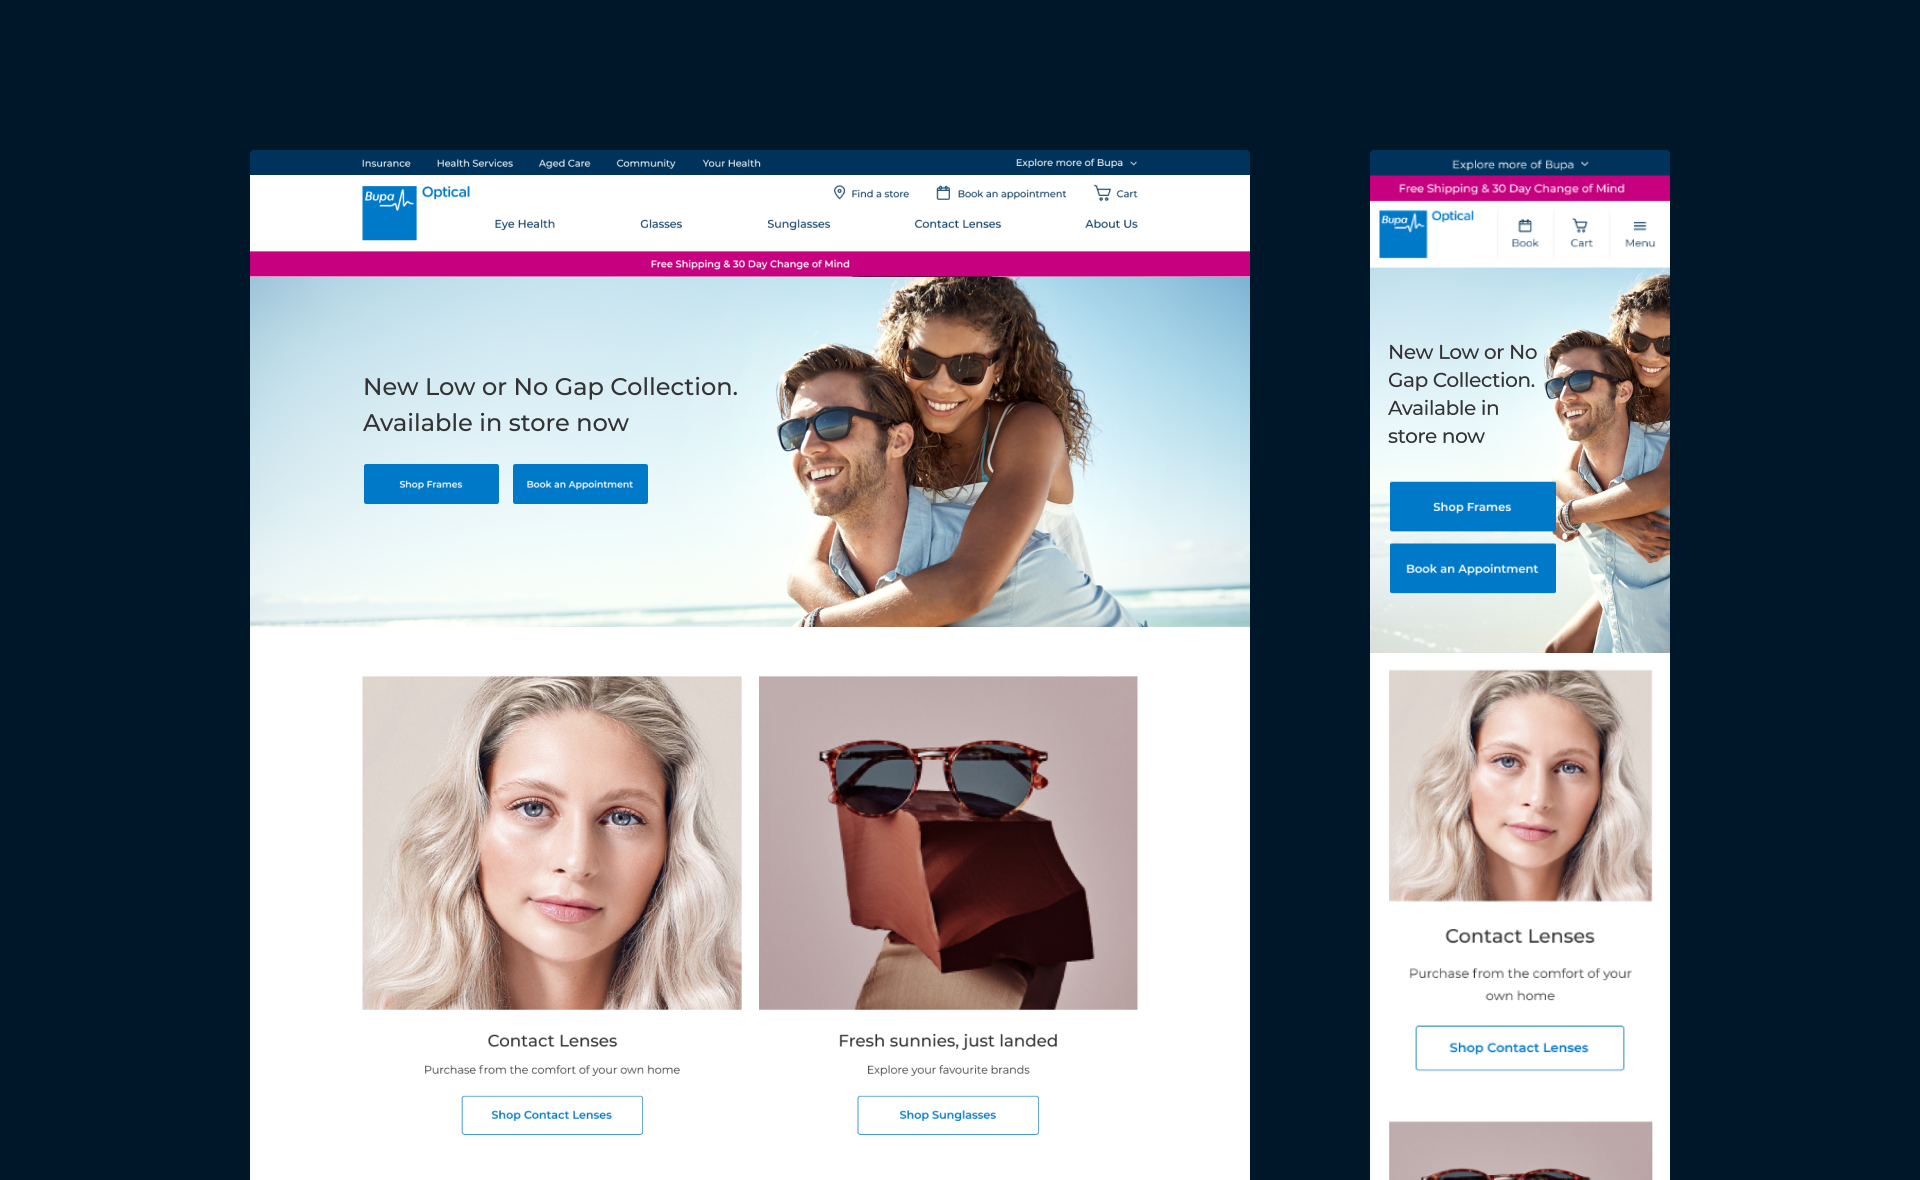 Insurance Health Services Aged Care Community Your Health Explore more of Bupa
Bupa Optical
Find a store Book an appointment Cart
Eye Health Glasses Sunglasses Contact Lenses About Us
Free Shipping & 30 Day Change of Mind
New Low or No Gap Collection.
Available in store now
Shop Frames Book an Appointment
Contact Lenses
Purchase from the comfort of your own home
Shop Contact Lenses
Fresh sunnies, just landed
Explore your favourite brands
Shop Sunglasses
Explore more of Bupa
Free Shipping & 30 Day Change of Mind
Bupa Optical
Book Cart Menu
New Low or No
Gap Collection.
Available in
store now
Shop Frames
Book an Appointment
Contact Lenses
Purchase from the comfort of your
own home
Shop Contact Lenses